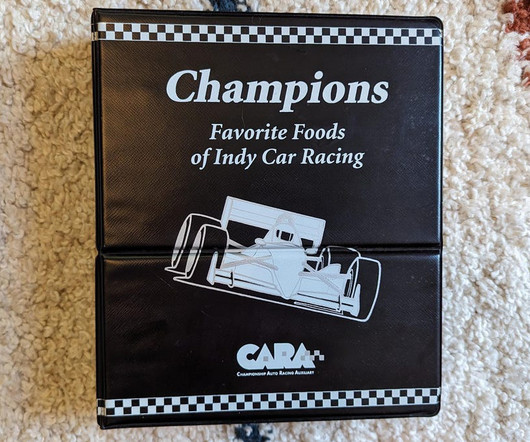 Champions
Favorite Foods
of Indy Car Racing
CARA
Championship Auto Racing Auxiliary